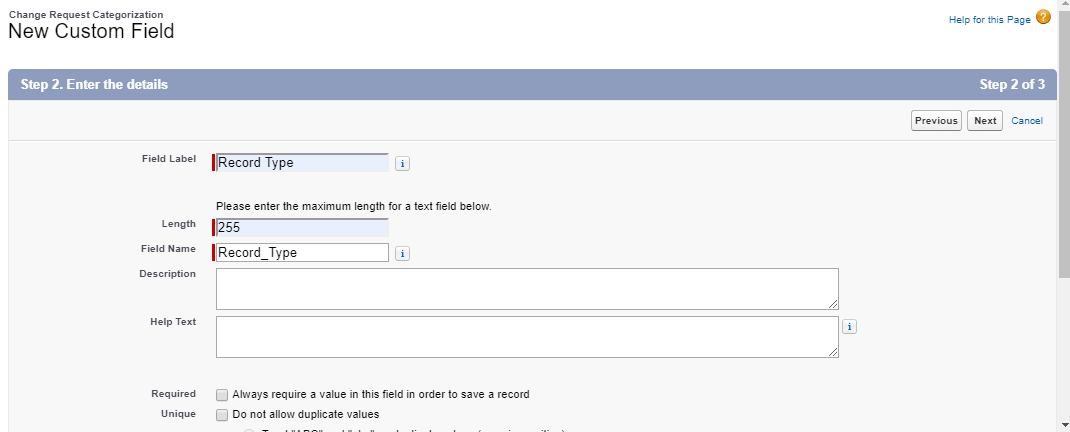 Change Request Categorization
New Custom Field
Help for this Page ?
Step 2. Enter the details
Step 2 of 3
Previous Next Cancel
Field Label Record Type i
Please enter the maximum length for a text field below.
Length 255
Field Name Record_Type i
Description
Help Text i
Required Always require a value in this field in order to save a record
Unique Do not allow duplicate values